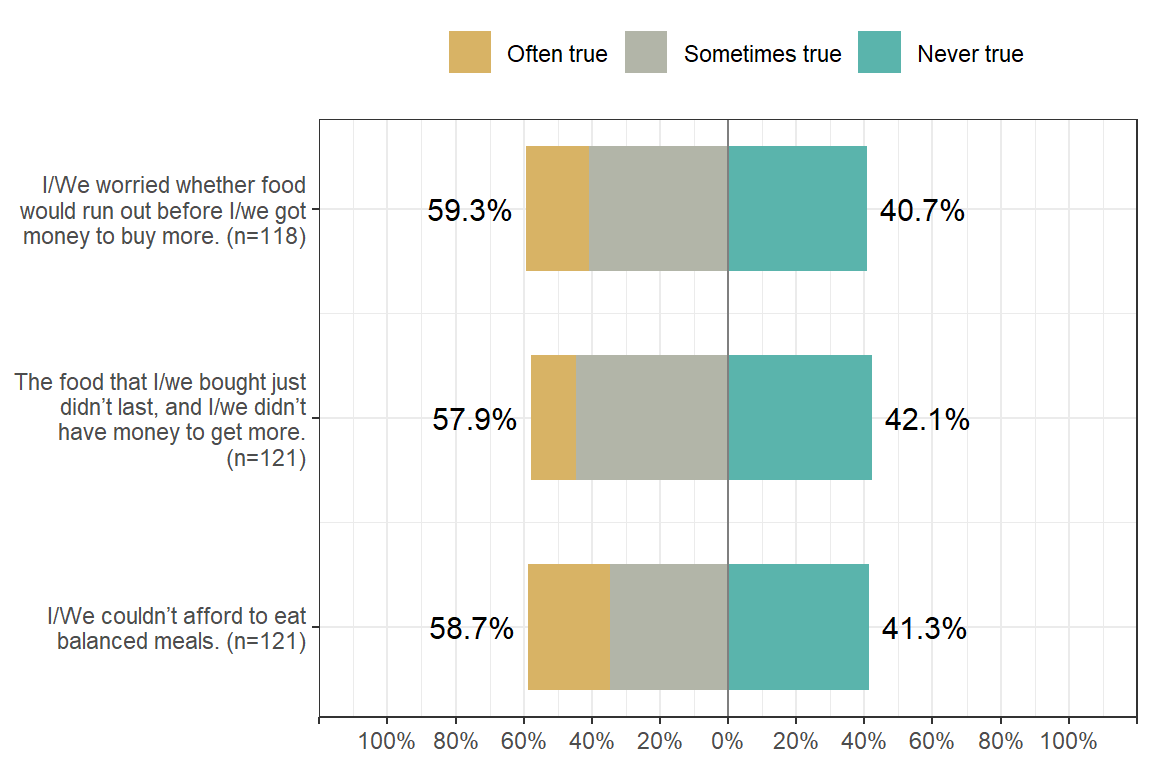 Often true Sometimes true Never true
I/We worried whether food
would run out before I/we got
money to buy more. (n=118)
59.3% 40.7%
The food that I/we bought just
didn’t last, and I/we didn’t
have money to get more.
(n=121)
57.9% 42.1%
I/We couldn’t afford to eat
balanced meals. (n=121)
58.7% 41.3%
100% 80% 60% 40% 20% 0% 20% 40% 60% 80% 100%